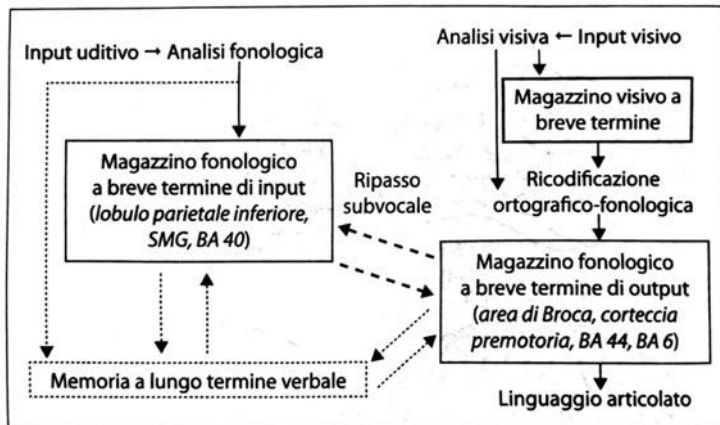 Input uditivo → Analisi fonologica
Analisi visiva ← Input visivo
Magazzino visivo a
breve termine
Magazzino fonologico
a breve termine di input
(lobulo parietale inferiore,
SMG, BA 40)
Ripasso
subvocale
Ricodificazione
ortografico-fonologica
Magazzino fonologico
a breve termine di output
(area di Broca, corteccia
premotoria, BA 44, BA 6)
Memoria a lungo termine verbale
Linguaggio articolato